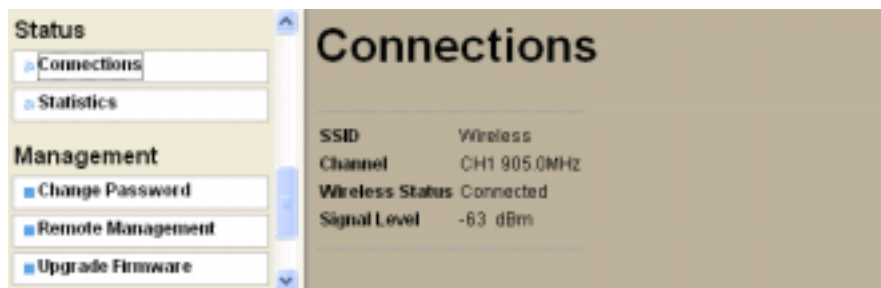 Status
Connections
Statistics
Management
Change Password
Remote Management
Upgrade Firmware
Connections
SSID Wireless
Channel CH1 905.0MHz
Wireless Status Connected
Signal Level -63 dBm